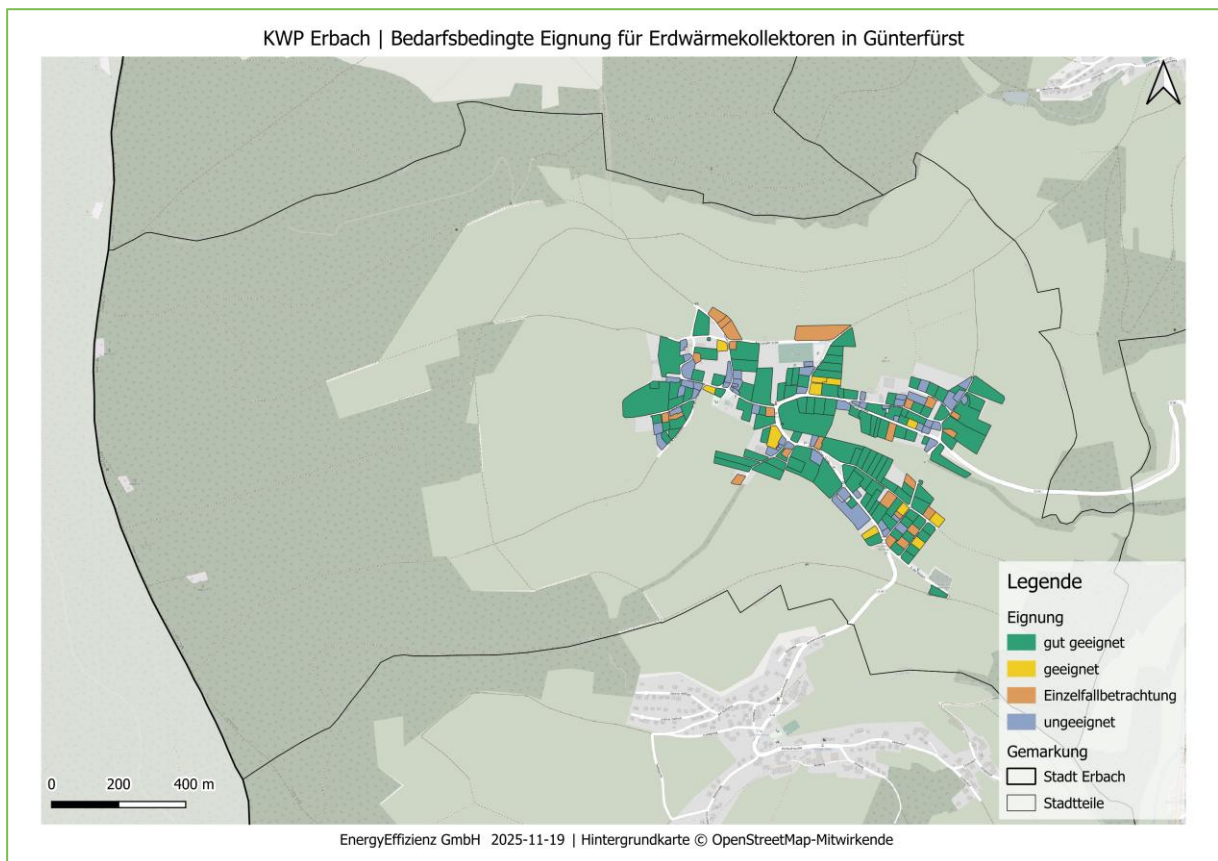 KWP Erbach | Bedarfsbedingte Eignung für Erdwärmekollektoren in Günterfürst
Legende
Eignung
gut geeignet
geeignet
Einzelfallbetrachtung
ungeeignet
Gemarkung
Stadt Erbach
Stadtteile
0 200 400 m
EnergyEffizienz GmbH 2025-11-19 | Hintergrundkarte © OpenStreetMap-Mitwirkende